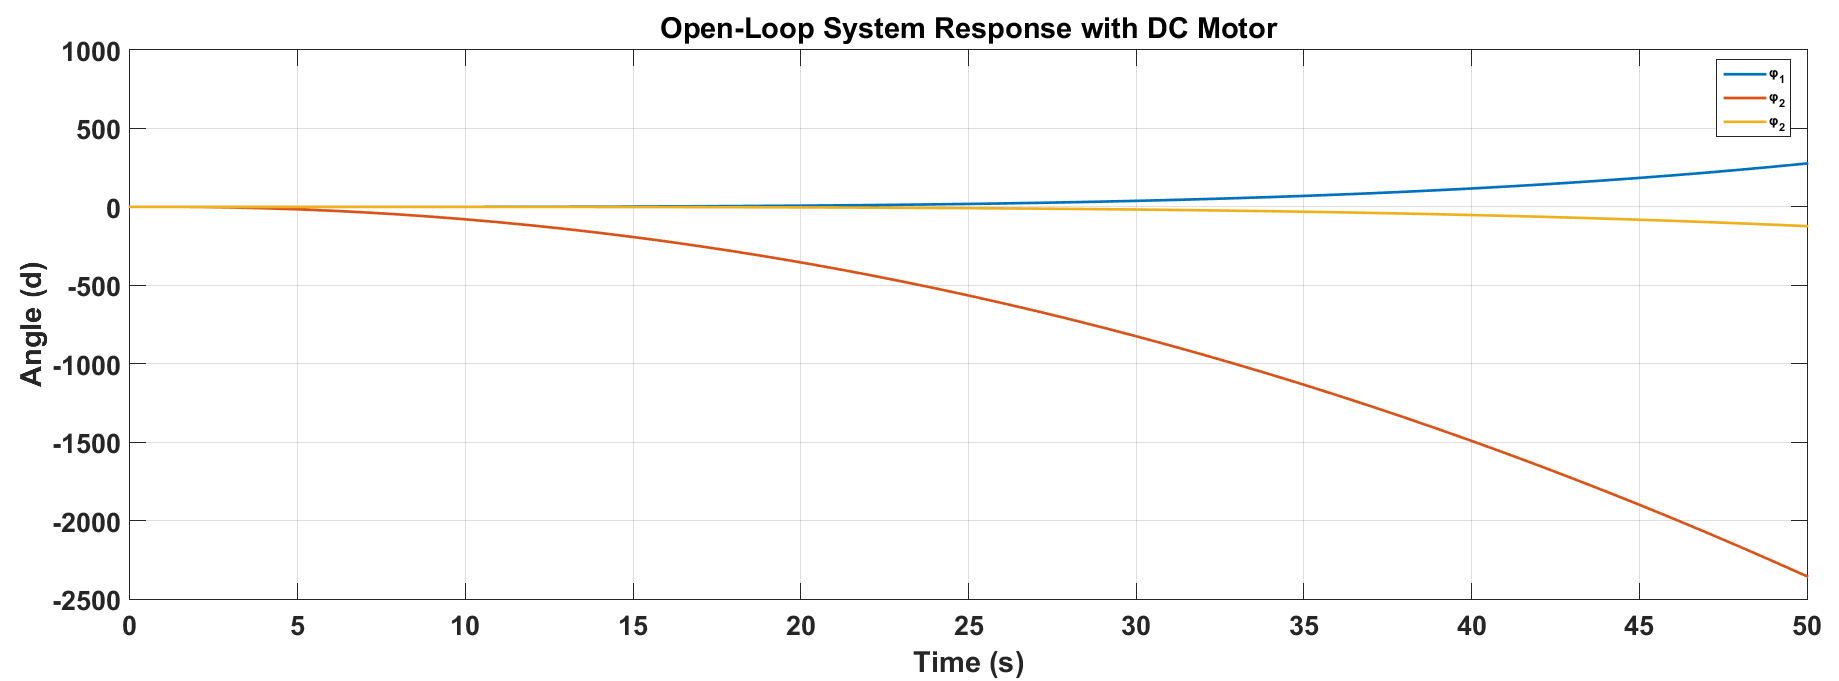 Open-Loop System Response with DC Motor
1000
500
0
-500
-1000
-1500
-2000
-2500
Angle (d)
φ1
φ2
φ2
0 5 10 15 20 25 30 35 40 45 50
Time (s)